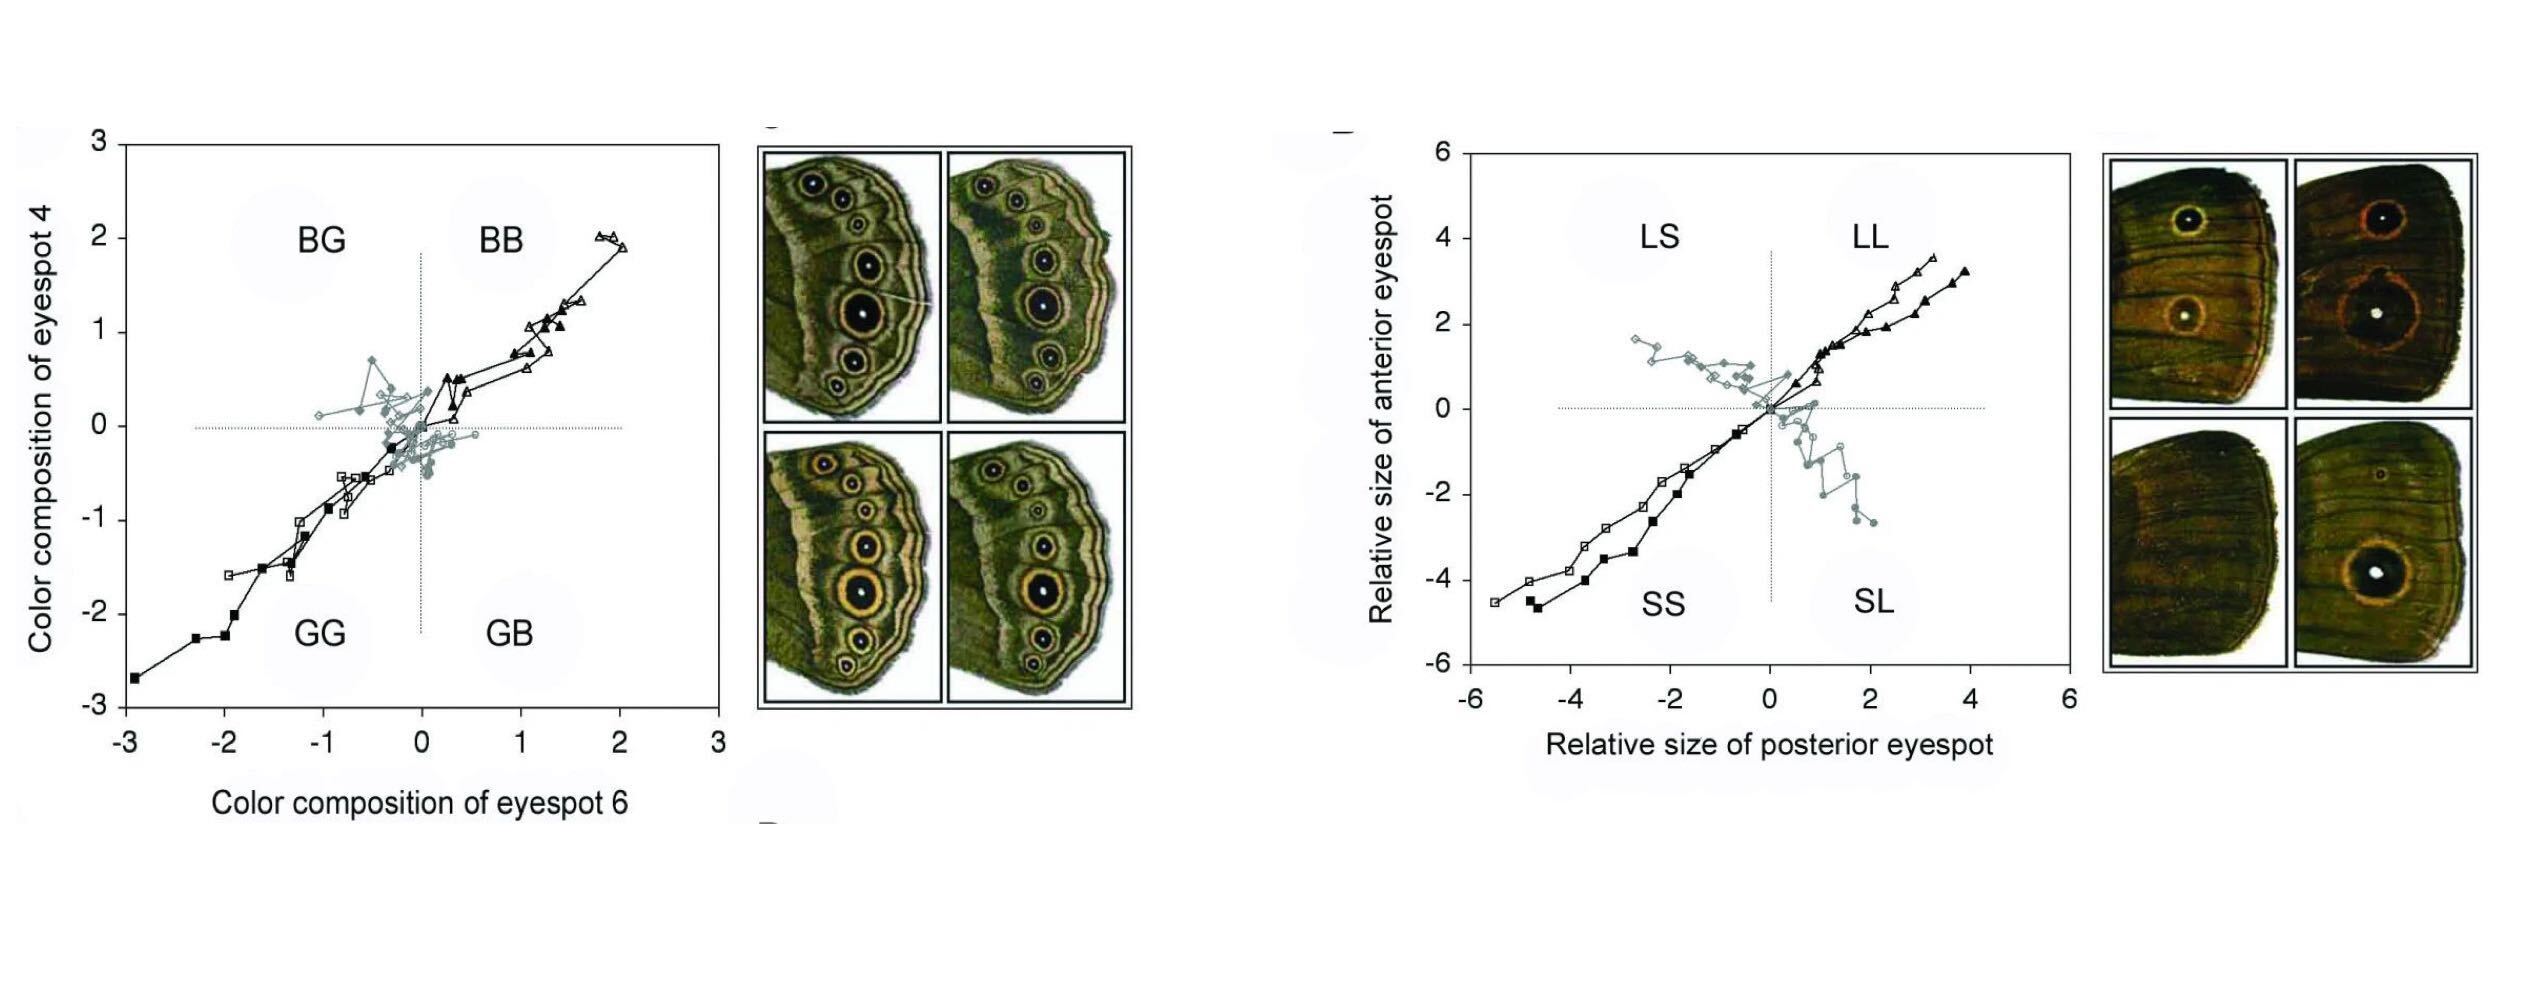 3
2
1
0
-1
-2
-3
-3 -2 -1 0 1 2 3
Color composition of eyespot 4
Color composition of eyespot 6
BG BB
GG GB
6
4
2
0
-2
-4
-6
-6 -4 -2 0 2 4 6
Relative size of anterior eyespot
Relative size of posterior eyespot
LS LL
SS SL